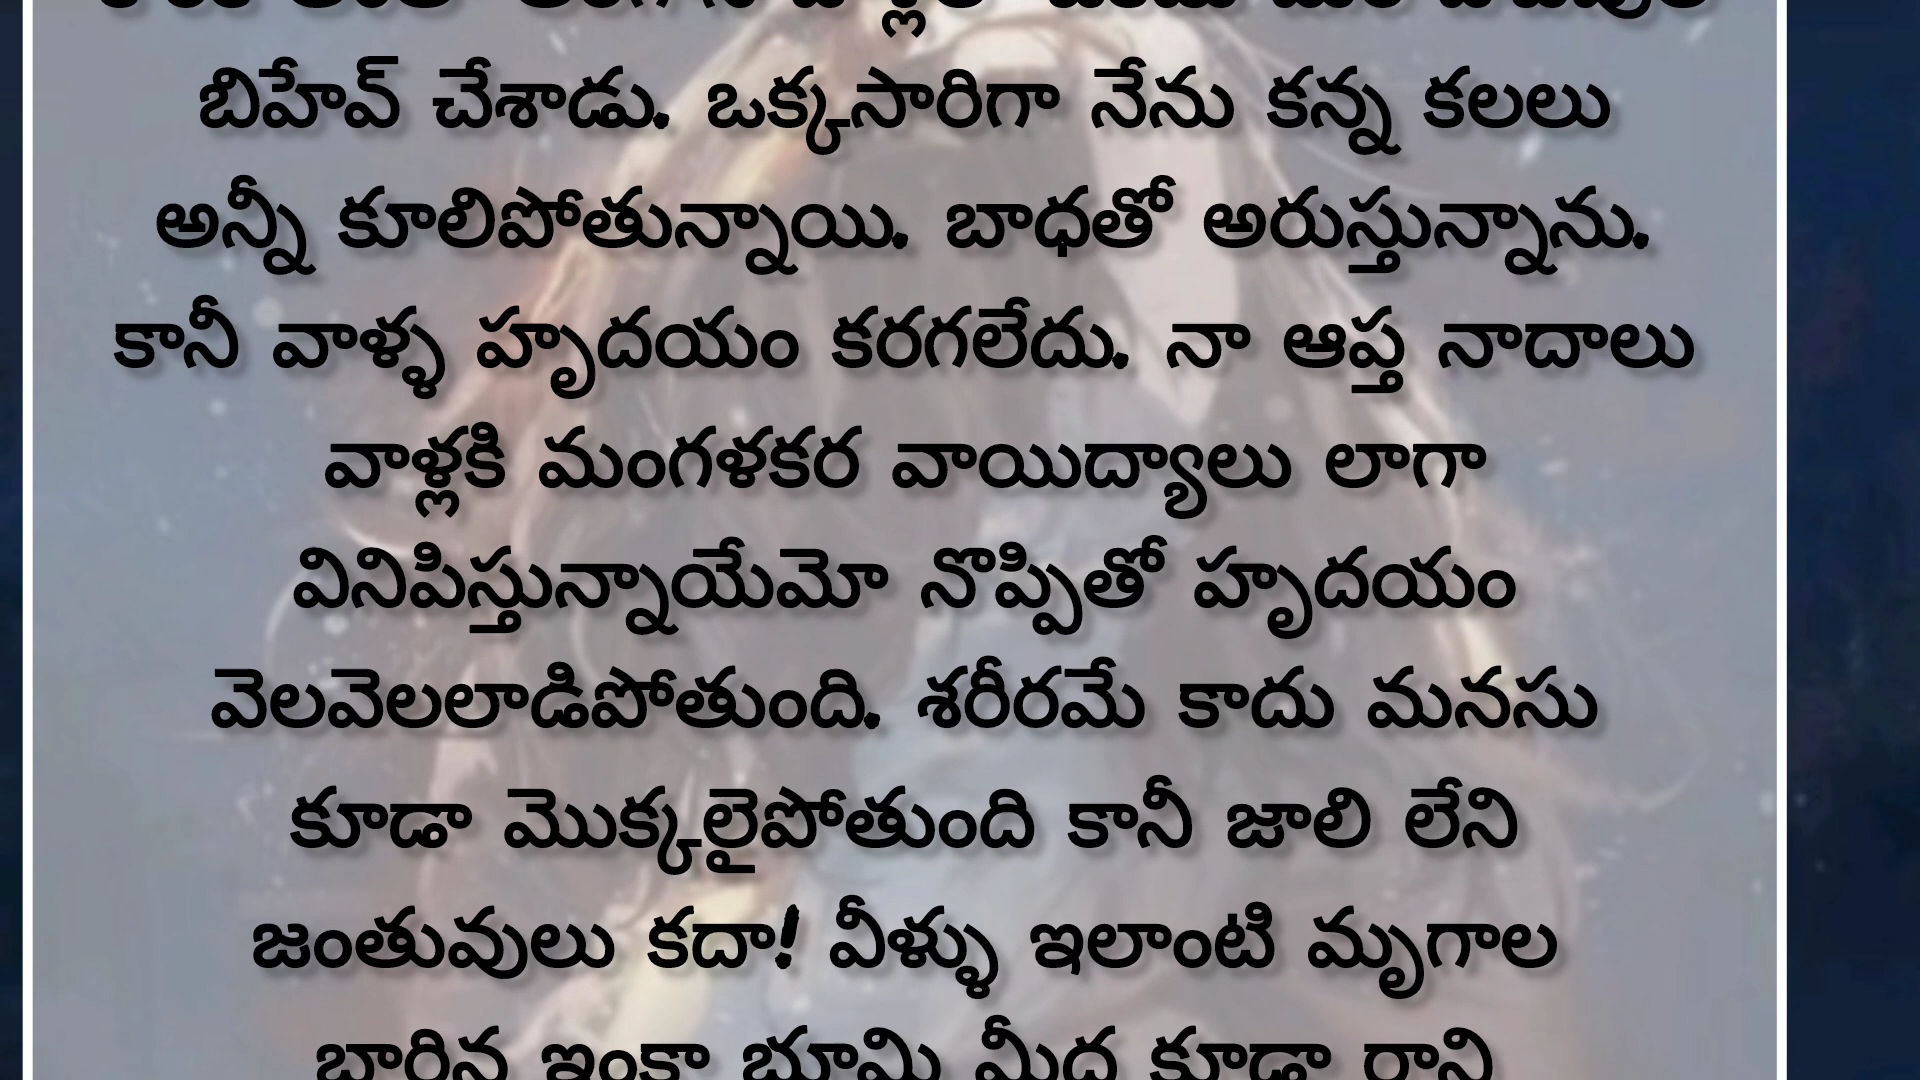 బిహేవ్ చేశాడు. ఒక్కసారిగా నేను కన్న కలలు
అన్నీ కూలిపోతున్నాయి. బాధతో అరుస్తున్నాను.
కానీ వాళ్ళ హృదయం కరగలేదు. నా ఆప్త నాదాలు
వాళ్లకి మంగళకర వాయిద్యాలు లాగా
వినిపిస్తున్నాయేమో నొప్పితో హృదయం
వెలవెలలాడిపోతుంది. శరీరమే కాదు మనసు
కూడా మొక్కలైపోతుంది కానీ జాలి లేని
జంతువులు కదా! వీళ్ళు ఇలాంటి మృగాల
బారిన ఇంకా భూమి మీద కూడా రాని